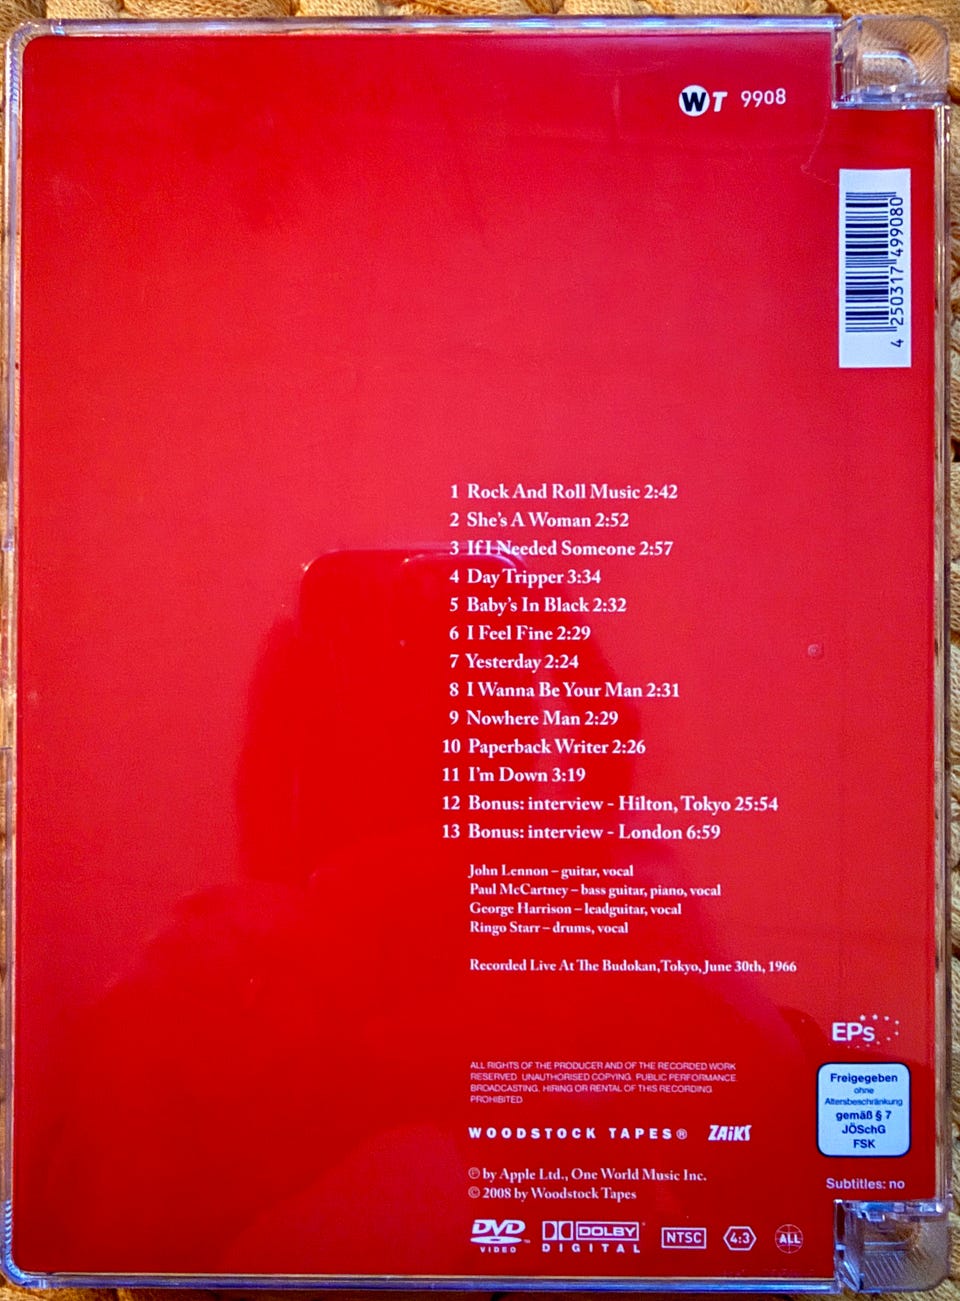 WT 9908
4 250317 499080
1 Rock And Roll Music 2:42
2 She's A Woman 2:52
3 If I Needed Someone 2:57
4 Day Tripper 3:34
5 Baby's In Black 2:32
6 I Feel Fine 2:29
7 Yesterday 2:24
8 I Wanna Be Your Man 2:31
9 Nowhere Man 2:29
10 Paperback Writer 2:26
11 I'm Down 3:19
12 Bonus: interview - Hilton, Tokyo 25:54
13 Bonus: interview - London 6:59
John Lennon – guitar, vocal
Paul McCartney – bass guitar, piano, vocal
George Harrison – leadguitar, vocal
Ringo Starr – drums, vocal
Recorded Live At The Budokan, Tokyo, June 30th, 1966
EPs
ALL RIGHTS OF THE PRODUCER AND OF THE RECORDED WORK
RESERVED. UNAUTHORISED COPYING. PUBLIC PERFORMANCE.
BROADCASTING, HIRING OR RENTAL OF THIS RECORDING
PROHIBITED
Freigegeben
ohne
Altersbeschränkung
gemäß § 7
JÖSchG
FSK
WOODSTOCK TAPES® ZAiKS
Ⓟ by Apple Ltd., One World Music Inc.
© 2008 by Woodstock Tapes
Subtitles: no
DVD VIDEO
DOLBY DIGITAL
NTSC
4:3
ALL